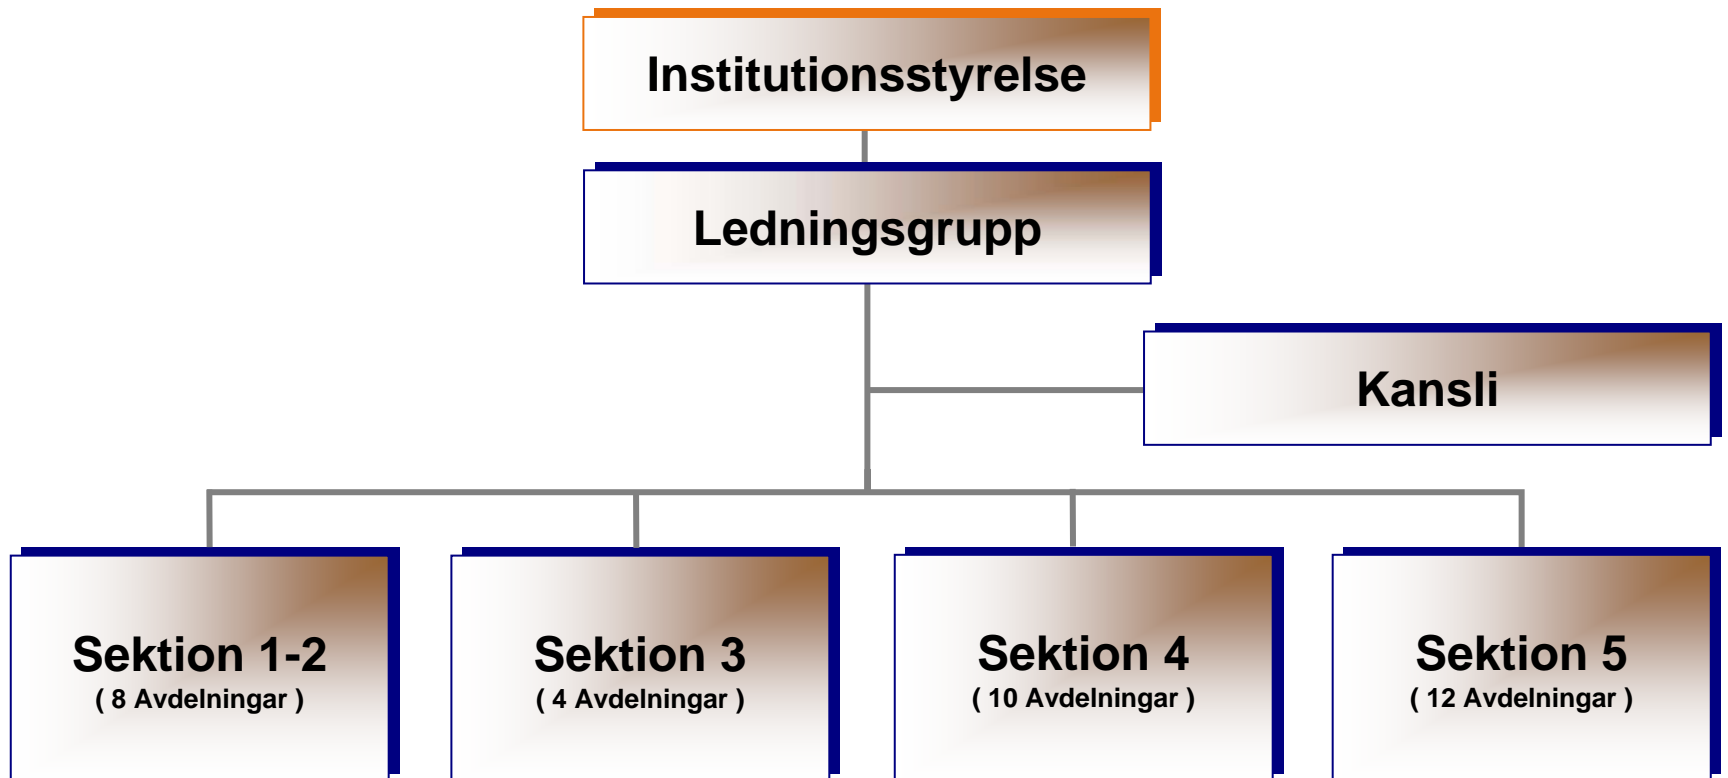 Institutionsstyrelse
Ledningsgrupp
Kansli
Sektion 1-2
( 8 Avdelningar )
Sektion 3
( 4 Avdelningar )
Sektion 4
( 10 Avdelningar )
Sektion 5
( 12 Avdelningar )